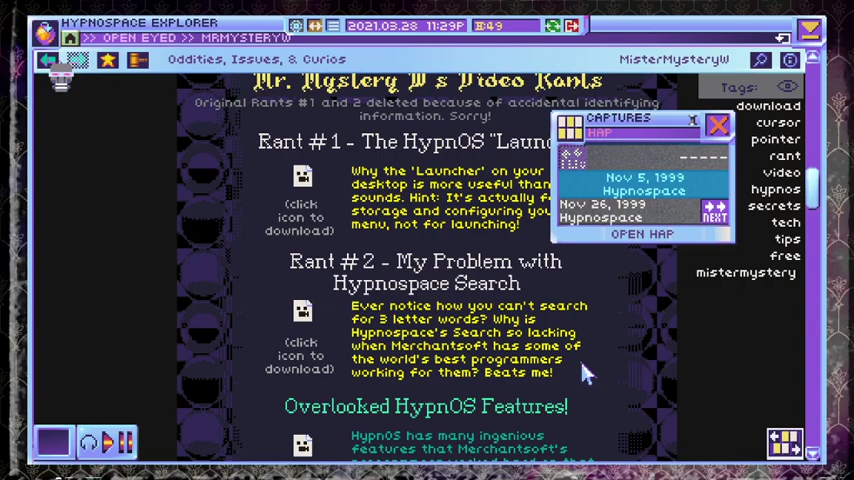 HYPNOSPACE EXPLORER
2021.03.28 11:29P
49
>> OPEN EYED >> MRMYSTERYW
Oddities, Issues, & Curios
MisterMysteryW
Mr. Mystery W's Video Rants
Original Rants #1 and 2 deleted because of accidental identifying
information. Sorry!
Rant #1 - The HypnOS "Launc
Why the 'Launcher' on your
desktop is more useful than
sounds. Hint: It's actually f
storage and configuring you
menu, not for launching!
(click
icon to
download)
Rant #2 - My Problem with
Hypnospace Search
Ever notice how you can't search
for 3 letter words? Why is
Hypnospace's Search so lacking
when Merchantsoft has some of
the world's best programmers
working for them? Beats me!
(click
icon to
download)
Overlooked HypnOS Features!
HypnOS has many ingenious
features that Merchantsoft's
CAPTURES
HAP
-----
Nov 5, 1999
Hypnospace
Nov 26, 1999
Hypnospace
NEXT
OPEN HAP
Tags:
download
cursor
pointer
rant
video
hypnos
secrets
tech
tips
free
mistermystery